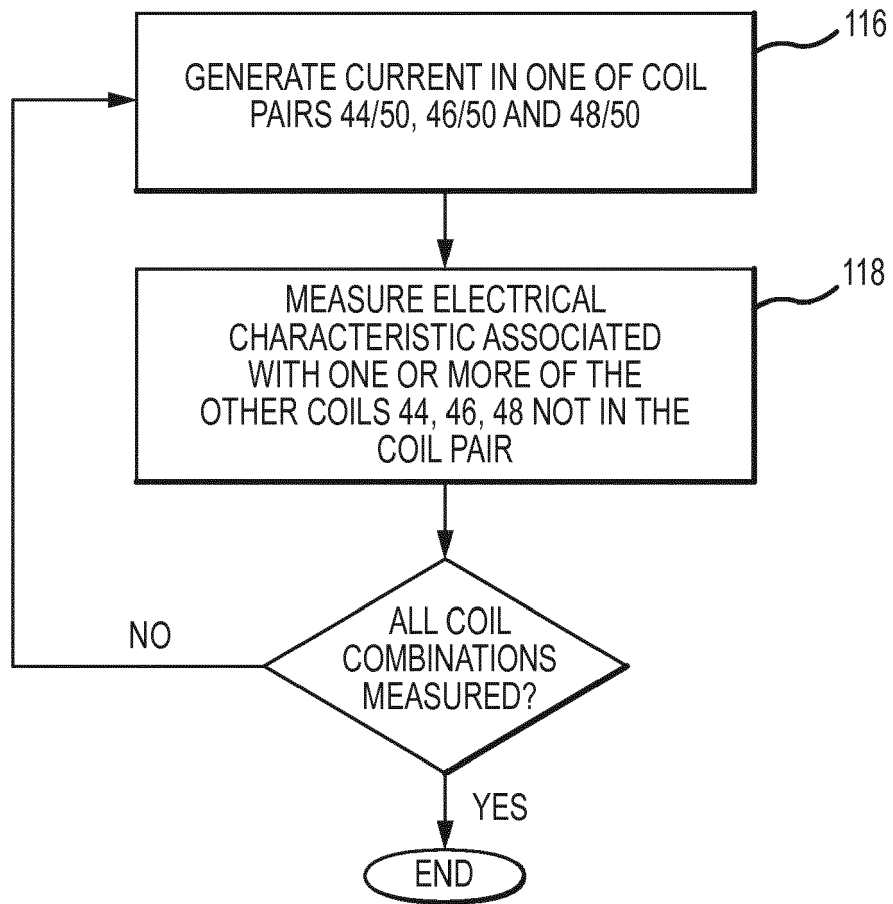 116
GENERATE CURRENT IN ONE OF COIL
PAIRS 44/50, 46/50 AND 48/50
118
MEASURE ELECTRICAL
CHARACTERISTIC ASSOCIATED
WITH ONE OR MORE OF THE
OTHER COILS 44, 46, 48 NOT IN THE
COIL PAIR
NO
ALL COIL
COMBINATIONS
MEASURED?
YES
END